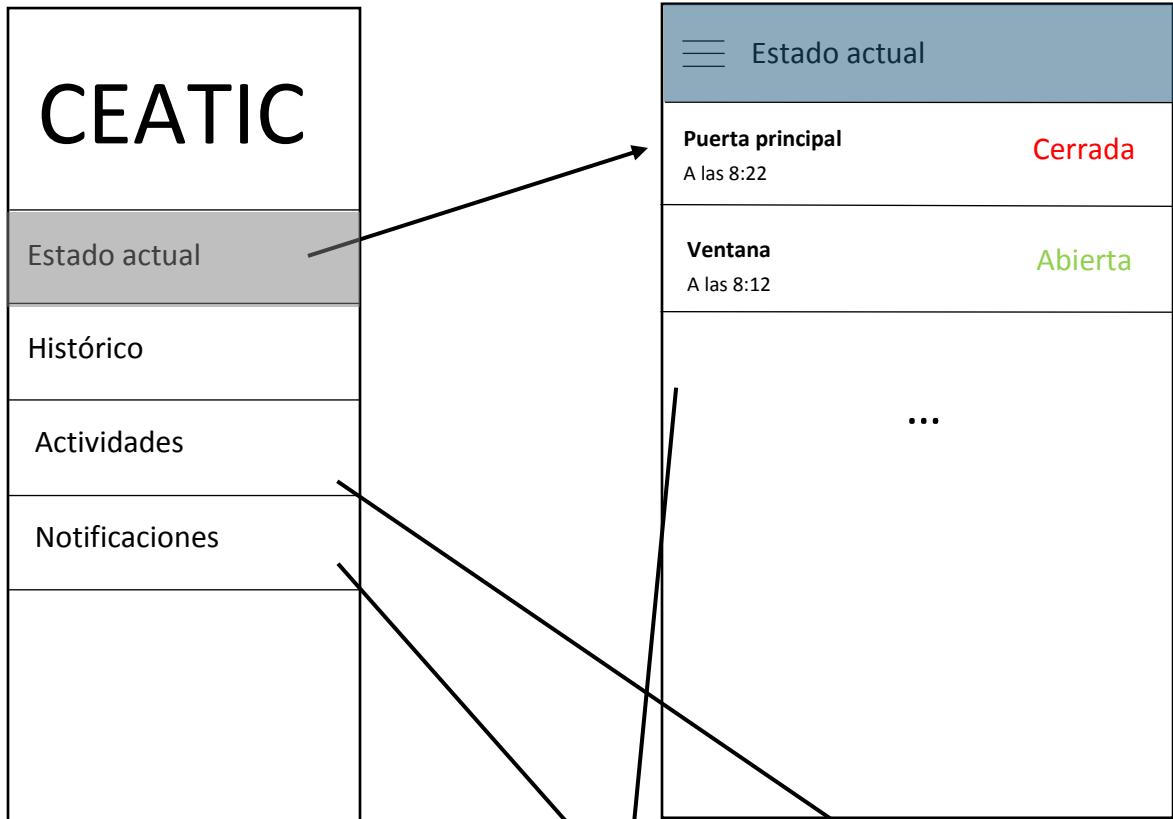 CEATIC
Estado actual
Histórico
Actividades
Notificaciones
Estado actual
Puerta principal
Cerrada
A las 8:22
Ventana
Abierta
A las 8:12
...